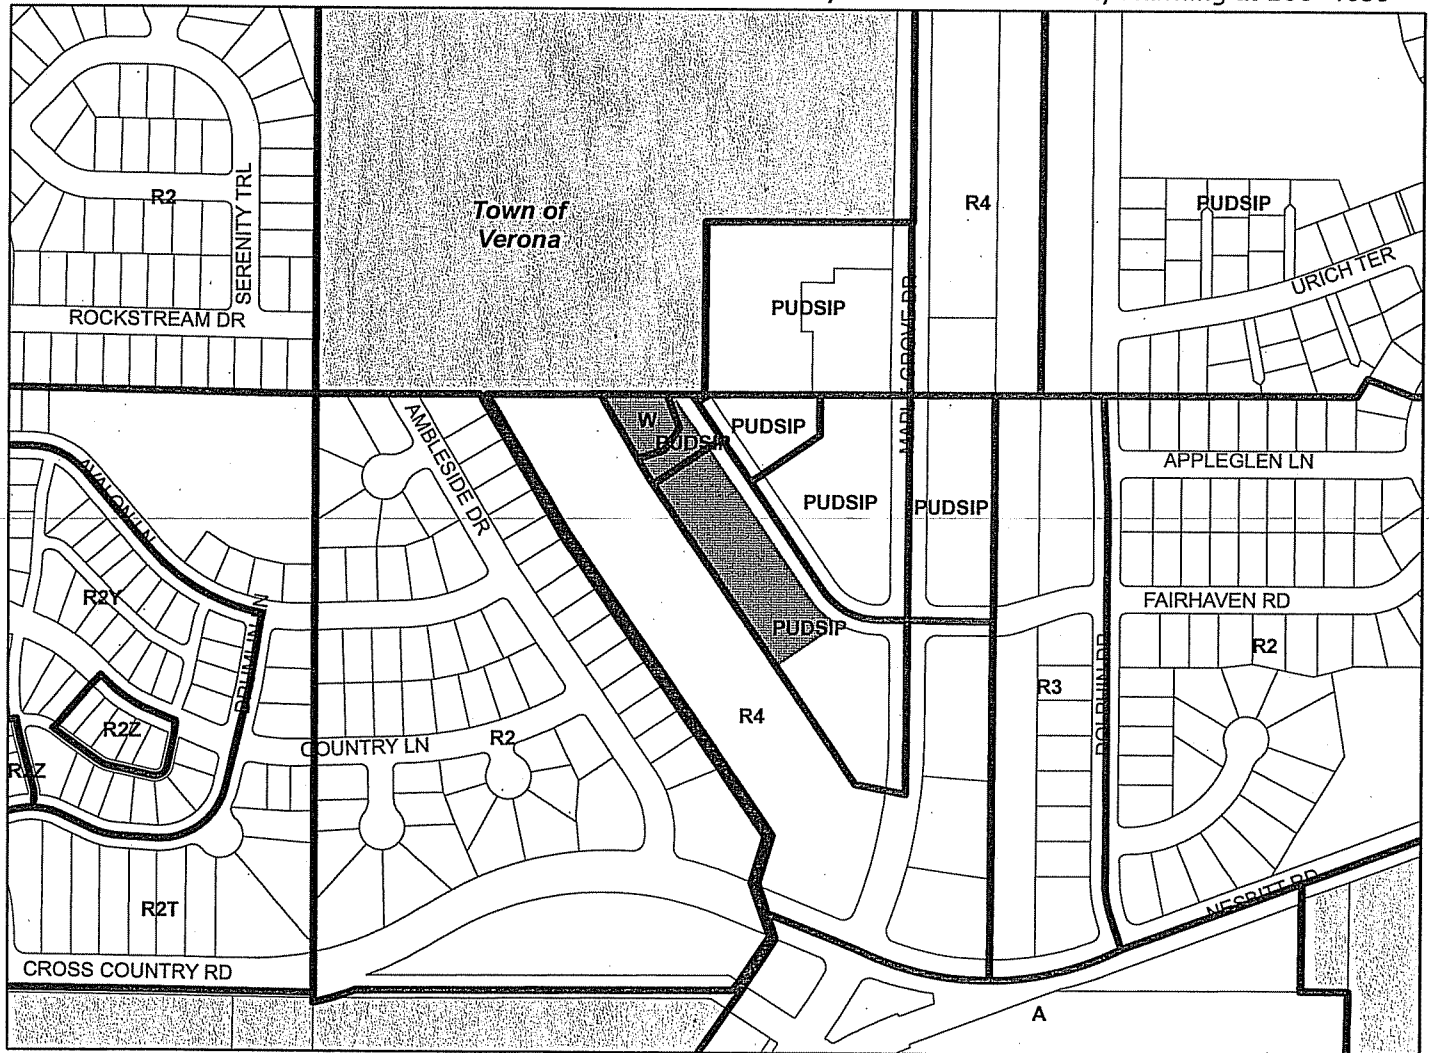 R2
SERENITY TRL
ROCKSTREAM DR
Town of
Verona
PUDSIP
R4
PUDSIP
URICH TER
AMBLESIDE DR
W
PUDSIP
PUDSIP
PUDSIP
PUDSIP
APPLEGLEN LN
AVALON LN
R2Y
FAIRHAVEN RD
R2
PUDSIP
R3
R2Z
COUNTRY LN
R2
R4
R2T
CROSS COUNTRY RD
NESBITT RD
A